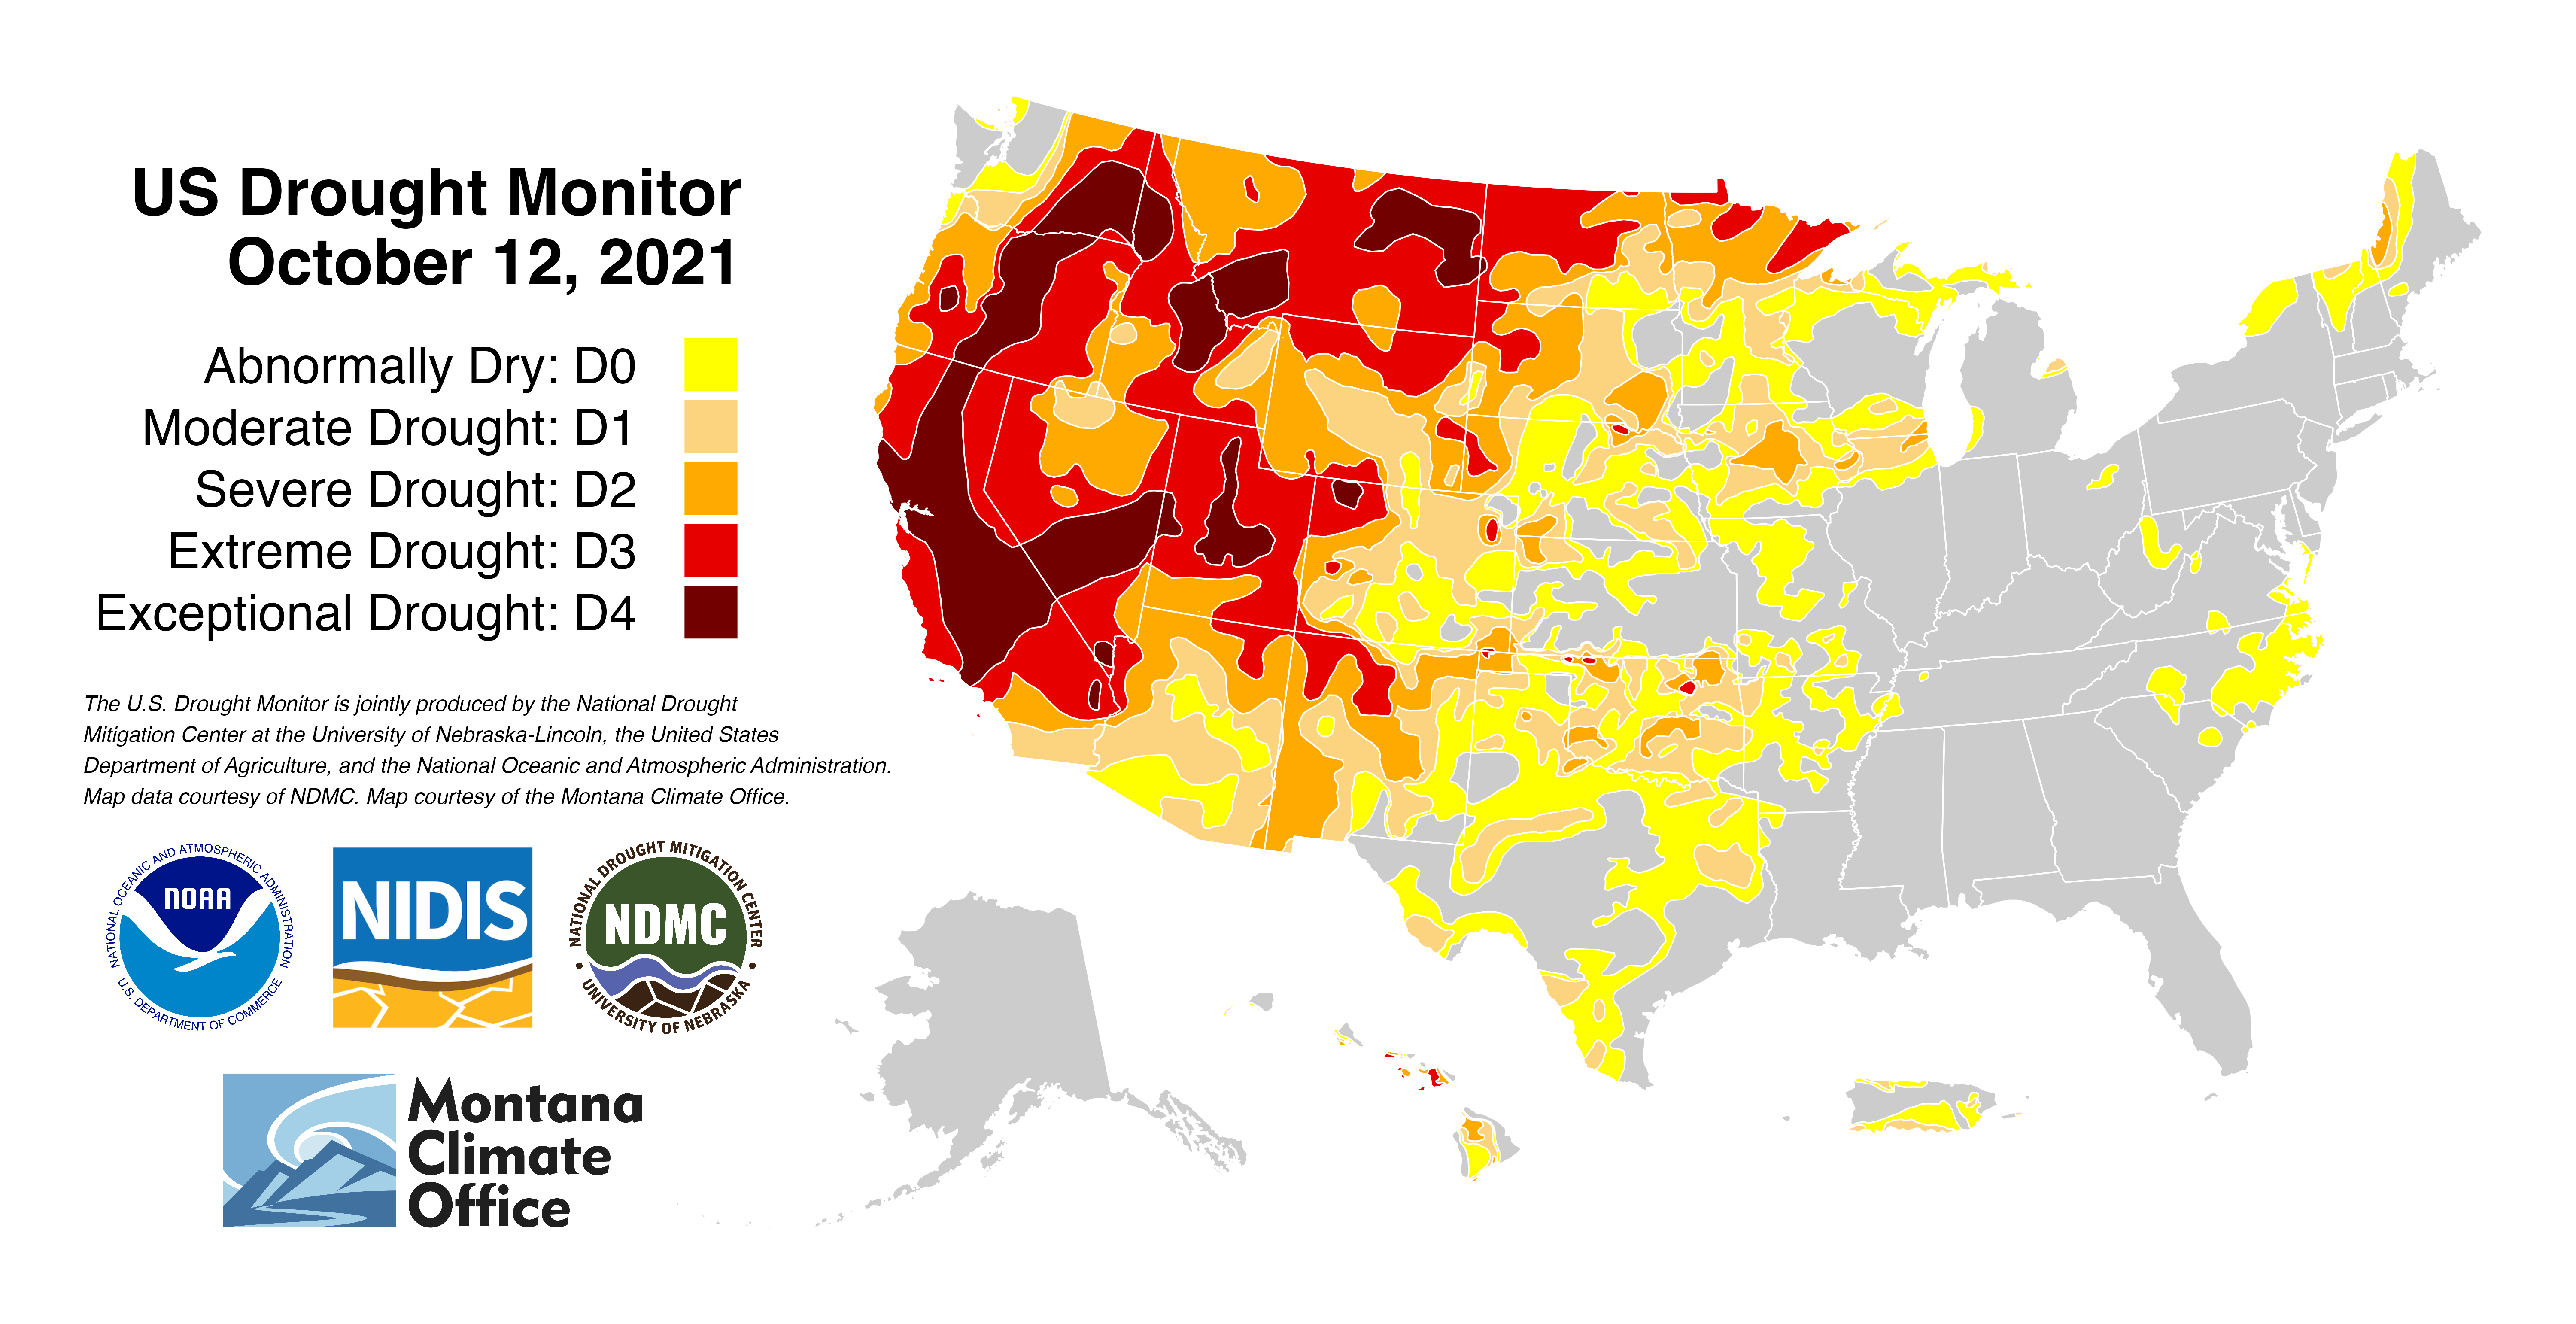 US Drought Monitor
October 12, 2021
Abnormally Dry: D0
Moderate Drought: D1
Severe Drought: D2
Extreme Drought: D3
Exceptional Drought: D4
The U.S. Drought Monitor is jointly produced by the National Drought
Mitigation Center at the University of Nebraska-Lincoln, the United States
Department of Agriculture, and the National Oceanic and Atmospheric Administration.
Map data courtesy of NDMC. Map courtesy of the Montana Climate Office.
NATIONAL OCEANIC AND ATMOSPHERIC ADMINISTRATION
NOAA
U.S. DEPARTMENT OF COMMERCE
NIDIS
NATIONAL DROUGHT MITIGATION CENTER
NDMC
UNIVERSITY OF NEBRASKA
Montana
Climate
Office